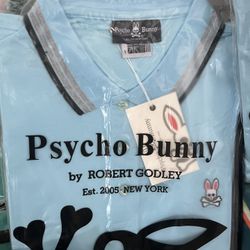 Psycho Bunny
Psycho Bunny
by ROBERT GODLEY
Est. 2005 NEW YORK